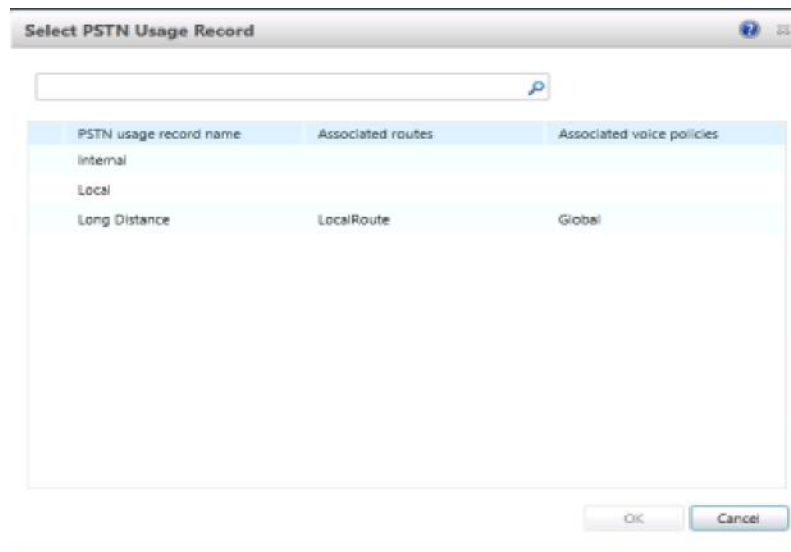 Select PSTN Usage Record
PSTN usage record name Associated routes Associated voice policies
Internal
Local
Long Distance LocalRoute Global
OK Cancel